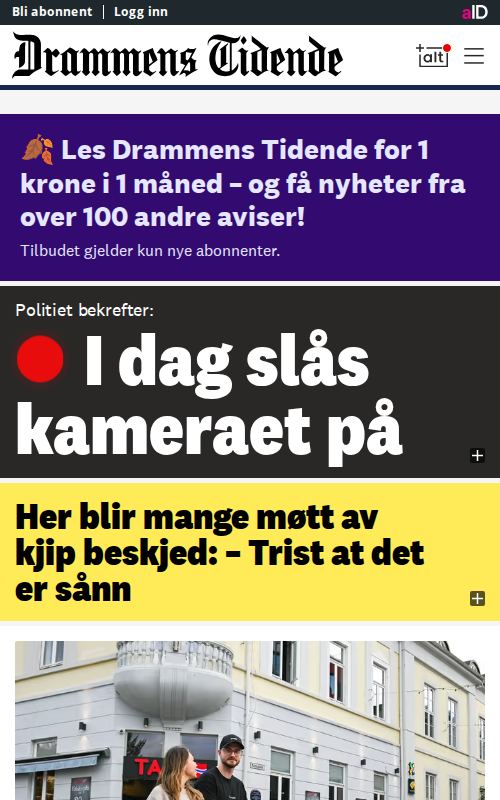 Bli abonnent
Logg inn
aID
Drammens Tidende
+alt
🍂 Les Drammens Tidende for 1
krone i 1 måned – og få nyheter fra
over 100 andre aviser!
Tilbudet gjelder kun nye abonnenter.
Politiet bekrefter:
🔴 I dag slås
kameraet på
+
Her blir mange møtt av
kjip beskjed: – Trist at det
er sånn
+
TA